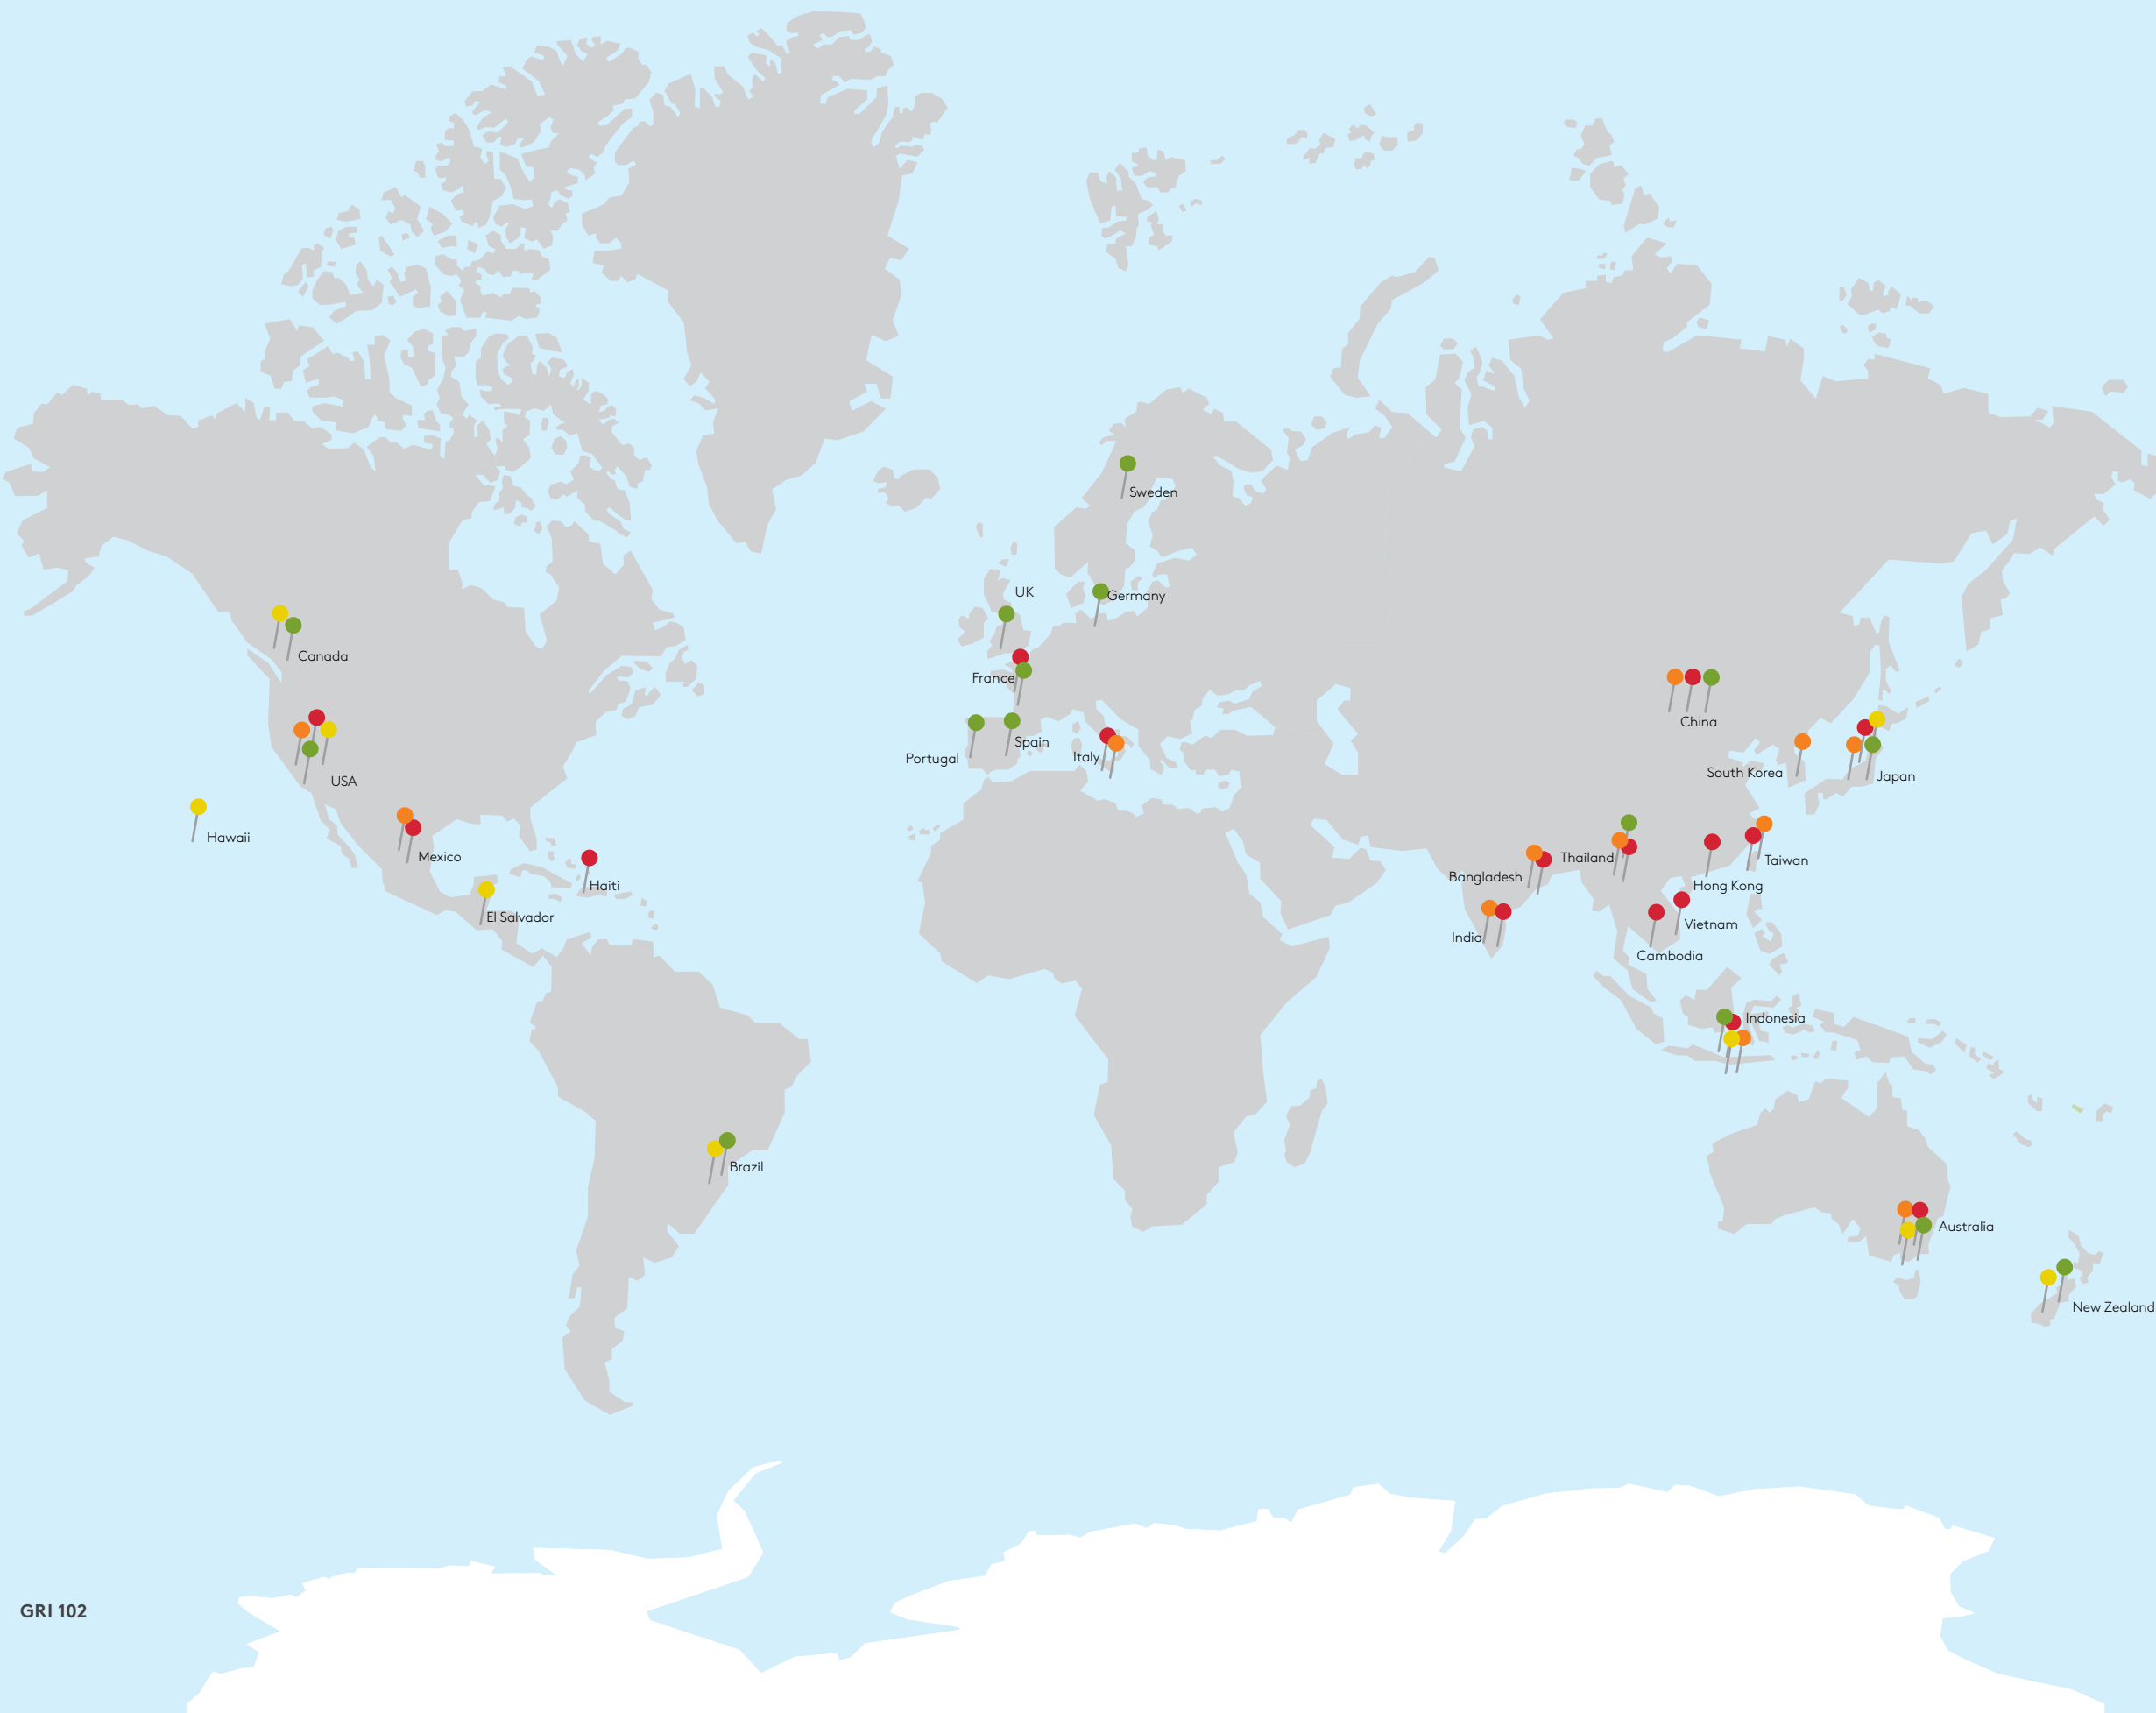 Sweden
UK
Germany
Canada
France
China
Spain
Portugal
Italy
South Korea
Japan
USA
Hawaii
Mexico
Thailand
Taiwan
Bangladesh
Haiti
Hong Kong
El Salvador
Vietnam
India
Cambodia
Indonesia
Brazil
Australia
New Zealand
GRI 102